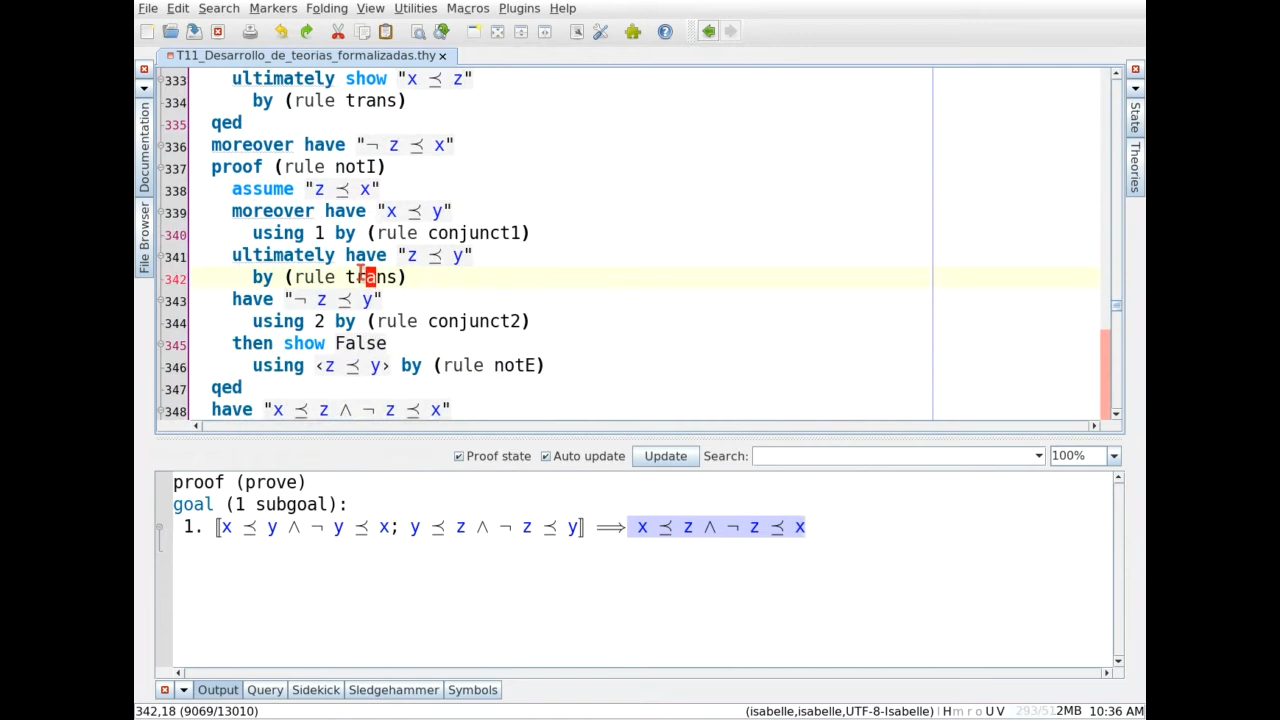 File Edit Search Markers Folding View Utilities Macros Plugins Help
T11_Desarrollo_de_teorias_formalizadas.thy
333 ultimately show "x ⪯ z"
334 by (rule trans)
335 qed
336 moreover have "¬ z ⪯ x"
337 proof (rule notI)
338 assume "z ⪯ x"
339 moreover have "x ⪯ y"
340 using 1 by (rule conjunct1)
341 ultimately have "z ⪯ y"
342 by (rule trans)
343 have "¬ z ⪯ y"
344 using 2 by (rule conjunct2)
345 then show False
346 using ‹z ⪯ y› by (rule notE)
347 qed
348 have "x ⪯ z ∧ ¬ z ⪯ x"
Documentation
File Browser
State
Theories
Proof state Auto update Update Search: 100%
proof (prove)
goal (1 subgoal):
1. ⟦x ⪯ y ∧ ¬ y ⪯ x; y ⪯ z ∧ ¬ z ⪯ y⟧ ⟹ x ⪯ z ∧ ¬ z ⪯ x
Output Query Sidekick Sledgehammer Symbols
342,18 (9069/13010) (isabelle,isabelle,UTF-8-Isabelle) H m r o U V 2MB 10:36 AM